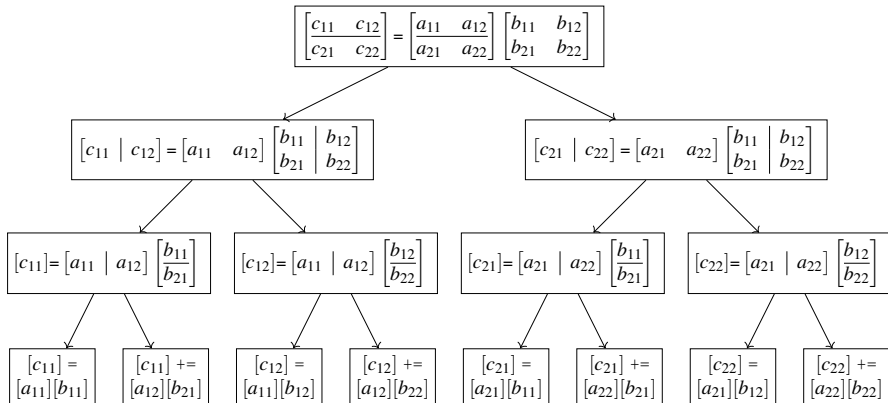 [c11 c12 / c21 c22] = [a11 a12 / a21 a22] [b11 b12 / b21 b22]
[c11 | c12] = [a11 a12] [b11 | b12 / b21 | b22]
[c21 | c22] = [a21 a22] [b11 | b12 / b21 | b22]
[c11]=[a11 | a12] [b11 / b21]
[c12]=[a11 | a12] [b12 / b22]
[c21]=[a21 | a22] [b11 / b21]
[c22]=[a21 | a22] [b12 / b22]
[c11] =
[a11][b11]
[c11] +=
[a12][b21]
[c12] =
[a11][b12]
[c12] +=
[a12][b22]
[c21] =
[a21][b11]
[c21] +=
[a22][b21]
[c22] =
[a21][b12]
[c22] +=
[a22][b22]